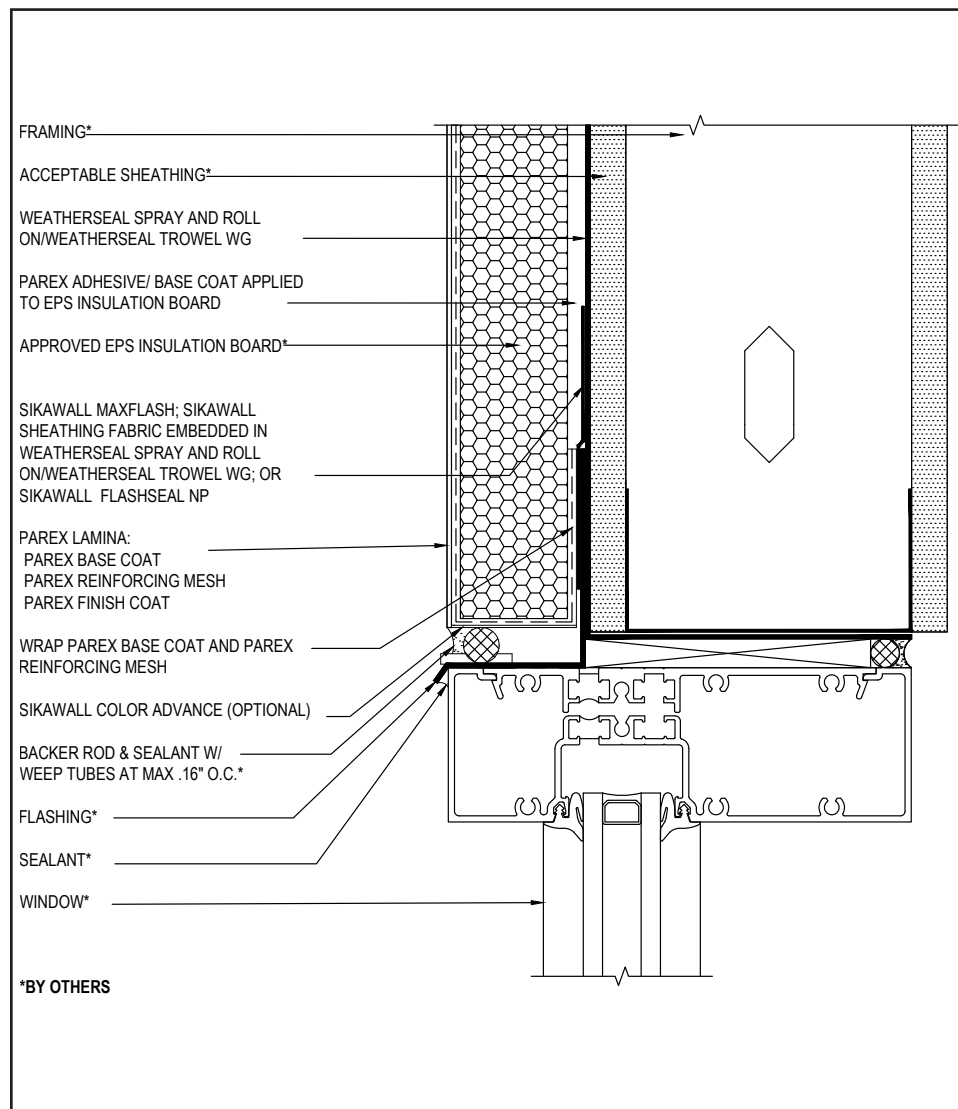 FRAMING*
ACCEPTABLE SHEATHING*
WEATHERSEAL SPRAY AND ROLL
ON/WEATHERSEAL TROWEL WG
PAREX ADHESIVE/ BASE COAT APPLIED
TO EPS INSULATION BOARD
APPROVED EPS INSULATION BOARD*
SIKAWALL MAXFLASH; SIKAWALL
SHEATHING FABRIC EMBEDDED IN
WEATHERSEAL SPRAY AND ROLL
ON/WEATHERSEAL TROWEL WG; OR
SIKAWALL FLASHSEAL NP
PAREX LAMINA:
PAREX BASE COAT
PAREX REINFORCING MESH
PAREX FINISH COAT
WRAP PAREX BASE COAT AND PAREX
REINFORCING MESH
SIKAWALL COLOR ADVANCE (OPTIONAL)
BACKER ROD & SEALANT W/
WEEP TUBES AT MAX .16" O.C.*
FLASHING*
SEALANT*
WINDOW*
*BY OTHERS